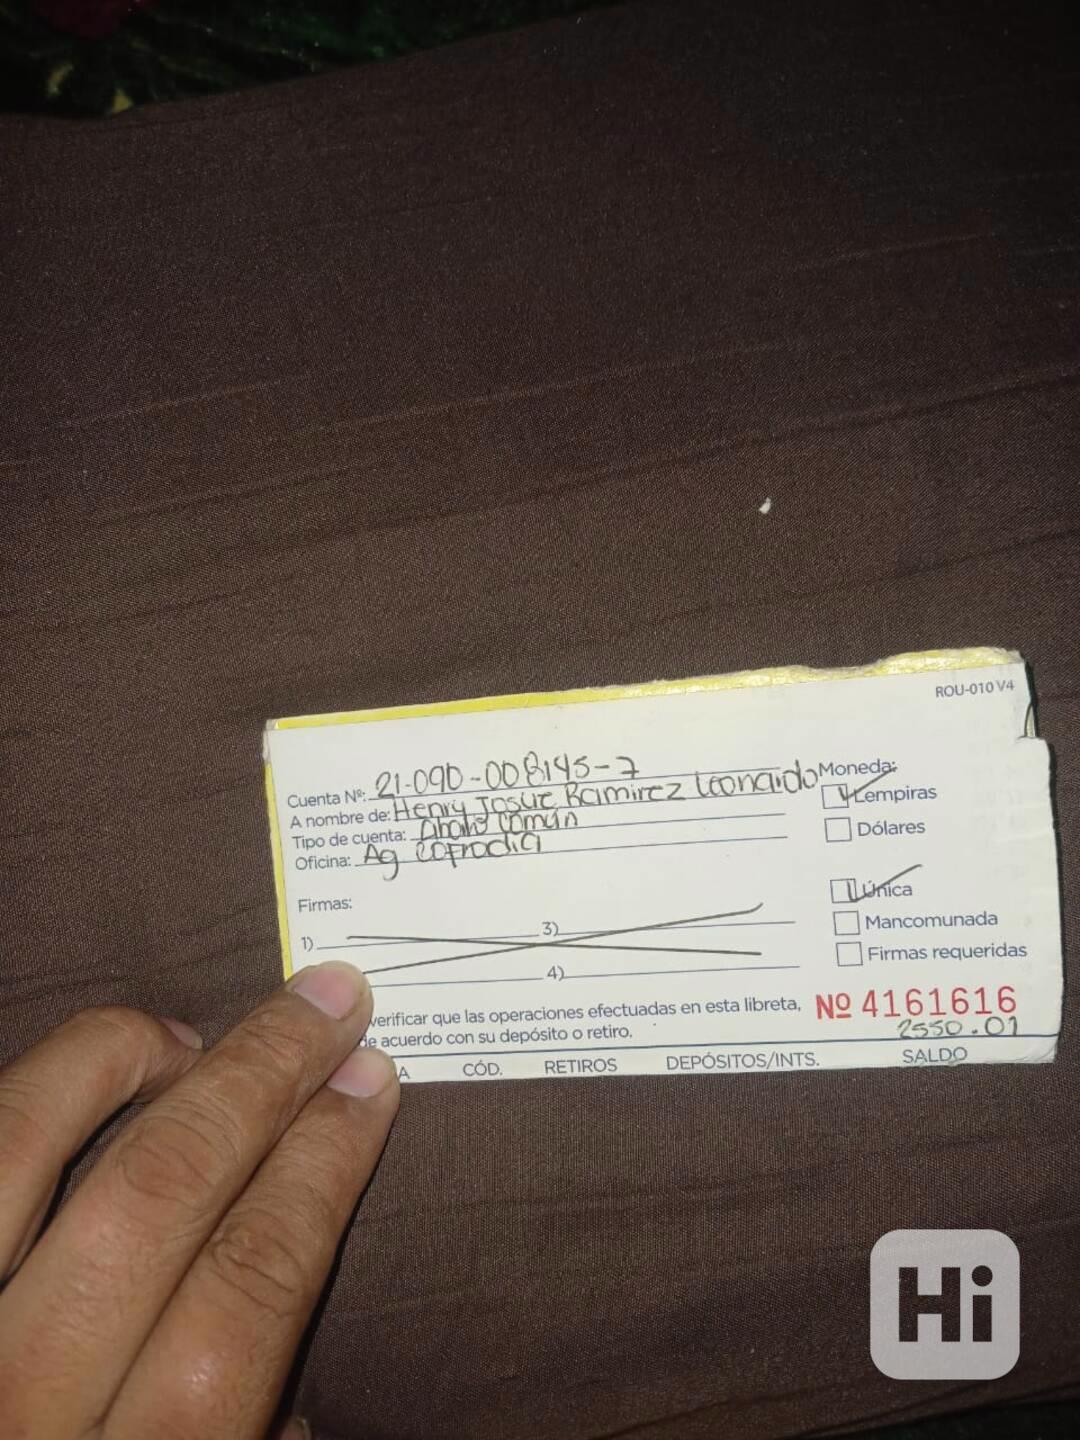 ROU-010 V4
Cuenta Nº: 21-090-008145-7
A nombre de: Henry Josue Ramirez Leonardo
Tipo de cuenta: Ahorro Común
Oficina: Ag Cofradia
Moneda:
Lempiras
Dólares
Única
Mancomunada
Firmas requeridas
Firmas:
1)
3)
4)
verificar que las operaciones efectuadas en esta libreta,
de acuerdo con su depósito o retiro.
Nº 4161616
2550.01
A CÓD. RETIROS DEPÓSITOS/INTS. SALDO
Hi